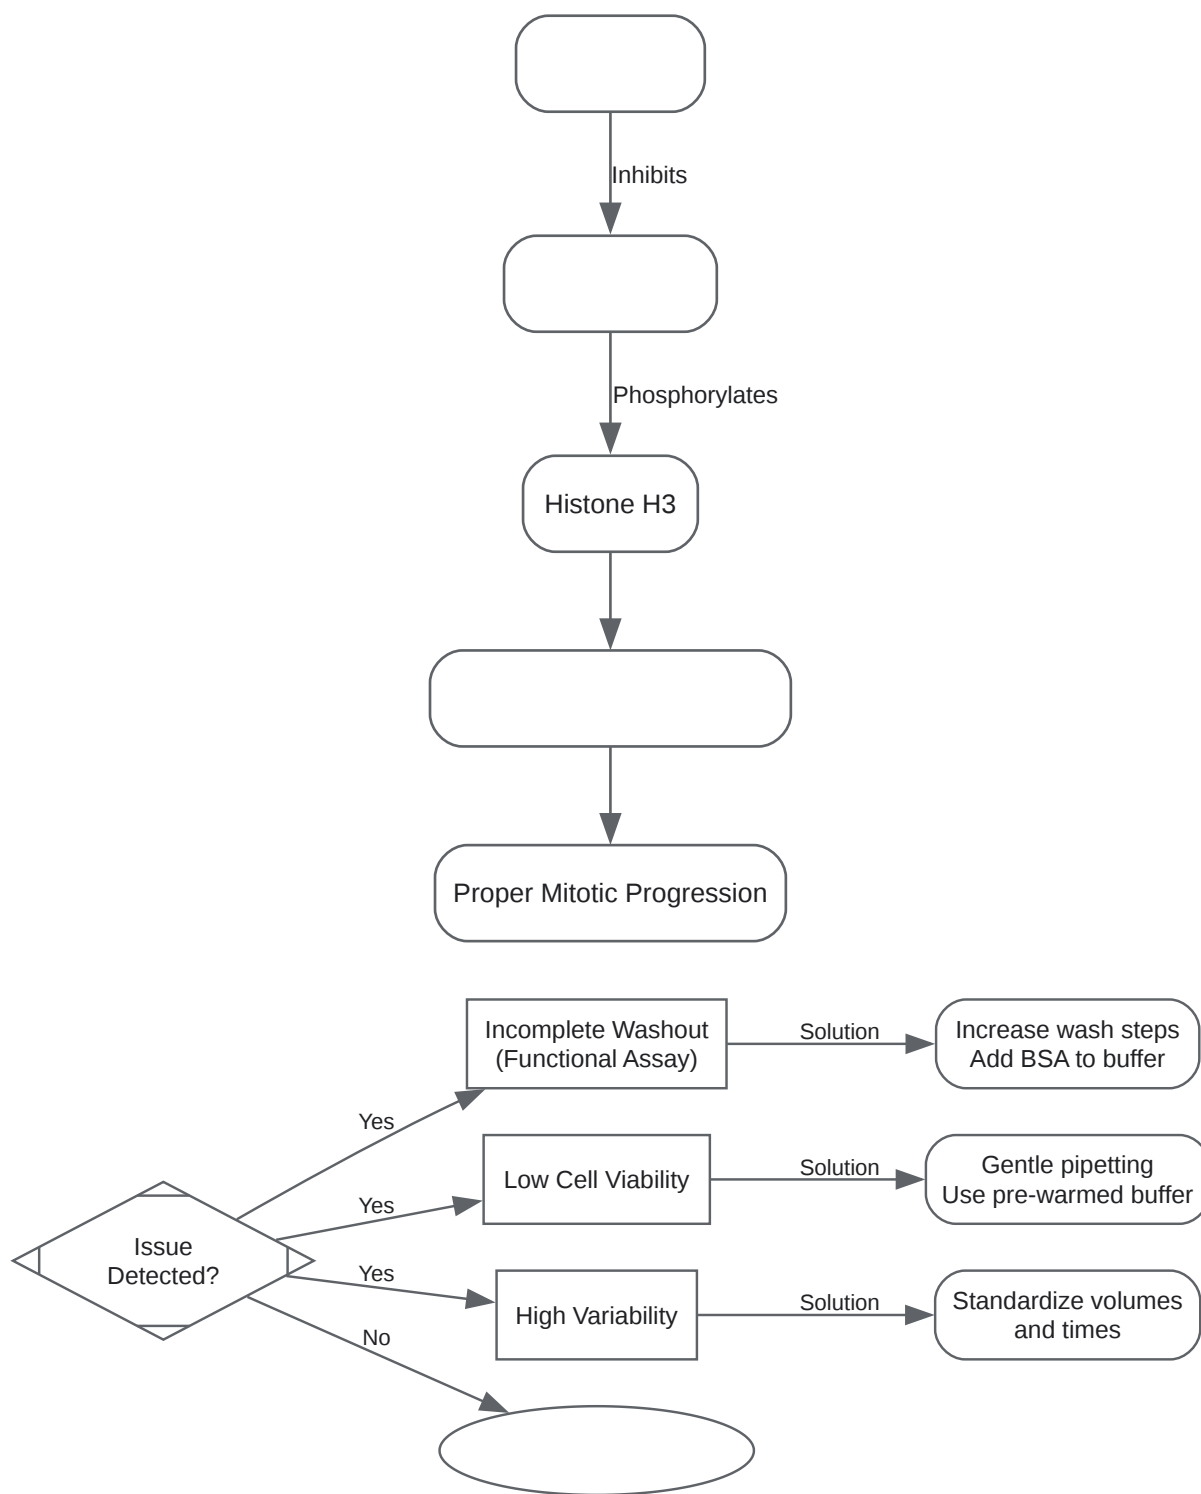 Inhibits
Phosphorylates
Histone H3
Proper Mitotic Progression
Incomplete Washout
(Functional Assay)
Solution
Increase wash steps
Add BSA to buffer
Yes
Low Cell Viability
Solution
Gentle pipetting
Use pre-warmed buffer
Yes
Issue
Detected?
Yes
High Variability
Solution
Standardize volumes
and times
No